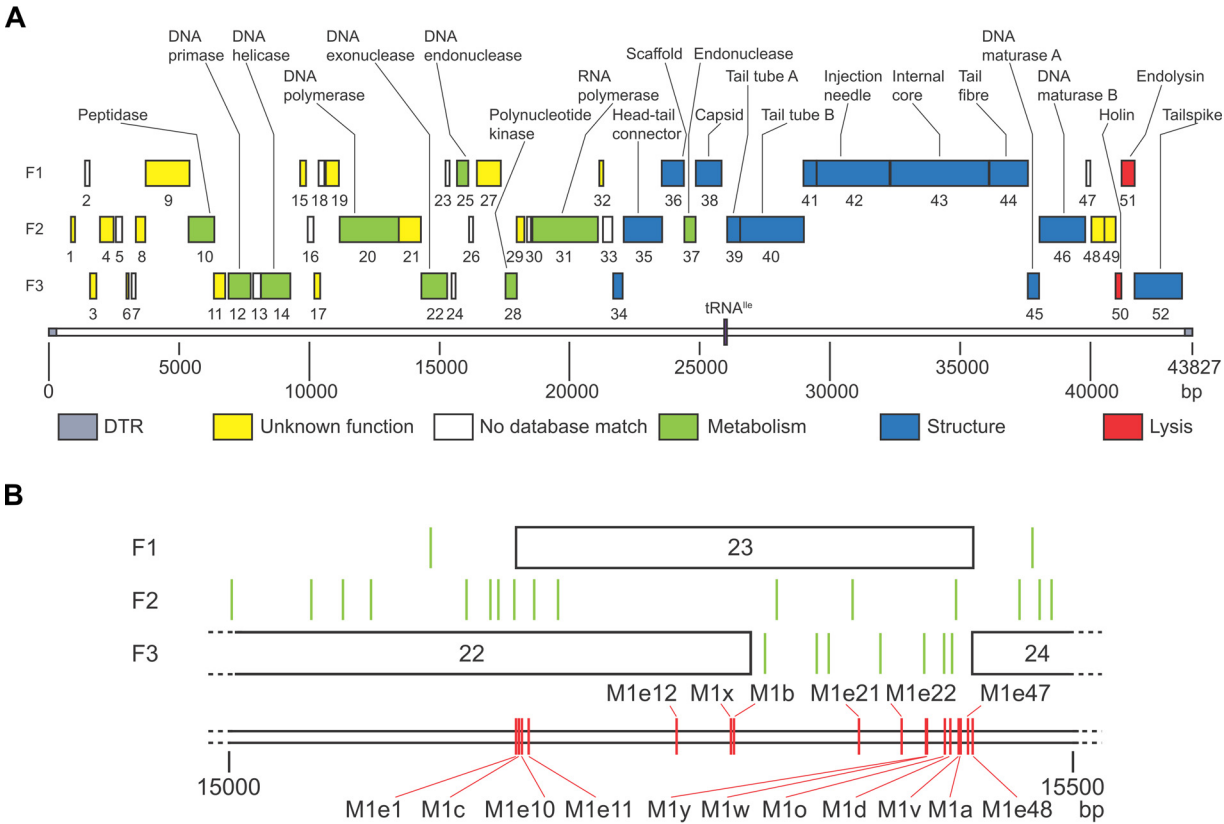 A
DNA primase
DNA helicase
DNA exonuclease
DNA endonuclease
DNA polymerase
Peptidase
Polynucleotide kinase
RNA polymerase
Scaffold
Endonuclease
Head-tail connector
Tail tube A
Capsid
Tail tube B
Injection needle
Internal core
Tail fibre
DNA maturase A
DNA maturase B
Holin
Endolysin
Tailspike
F1
2 9 15 18 19 23 25 27 32 36 38 41 42 43 44 47 51
F2
1 4 5 8 10 16 20 21 26 29 30 31 33 35 37 39 40 46 48 49
F3
3 6 7 11 12 13 14 17 22 24 28 34 45 50 52
tRNAIle
0 5000 10000 15000 20000 25000 30000 35000 40000 43827
bp
DTR Unknown function No database match Metabolism Structure Lysis
B
F1 23
F2
F3 22 24
M1e12 M1x M1b M1e21 M1e22 M1e47
15000 15500
M1e1 M1c M1e10 M1e11 M1y M1w M1o M1d M1v M1a M1e48 bp